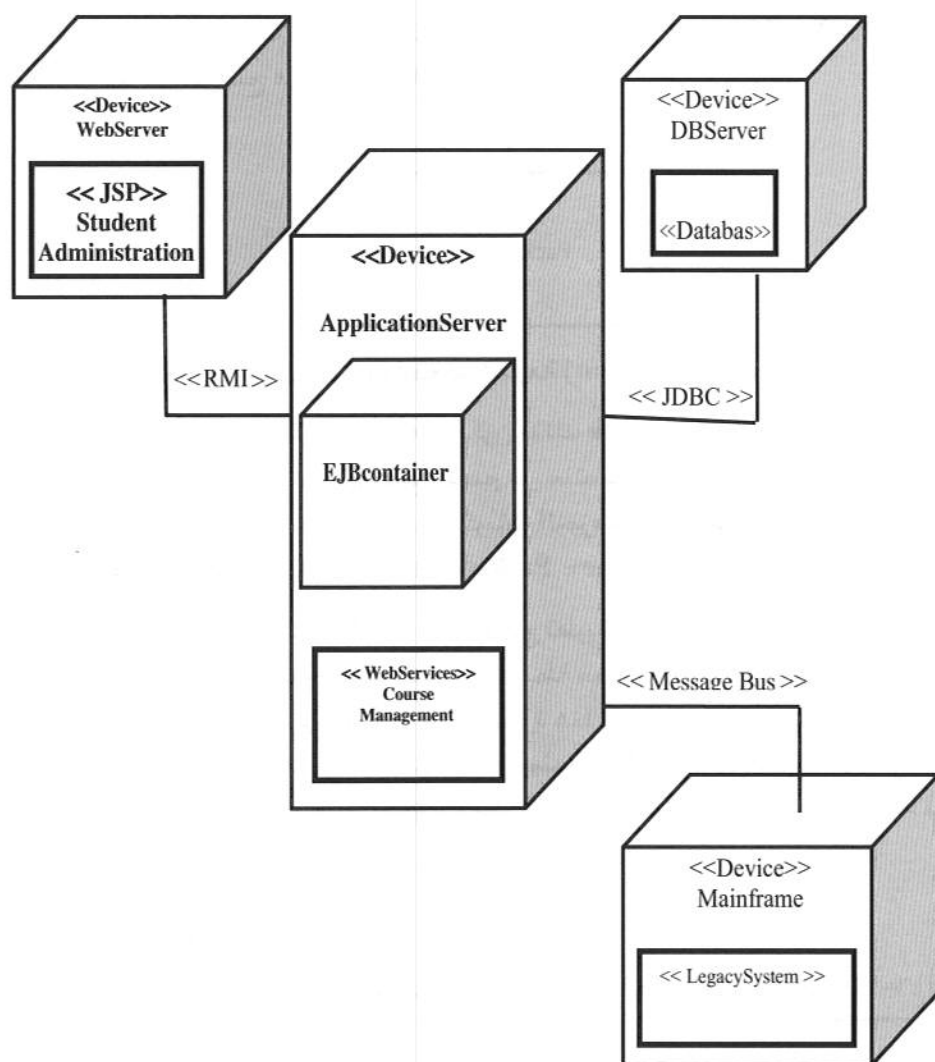 <<Device>>
WebServer
<< JSP>>
Student
Administration
<<Device>>
DBServer
<<Databas>>
<<Device>>
ApplicationServer
<<RMI>>
<< JDBC >>
EJBcontainer
<< WebServices>>
Course
Management
<< Message Bus >>
<<Device>>
Mainframe
<< LegacySystem >>